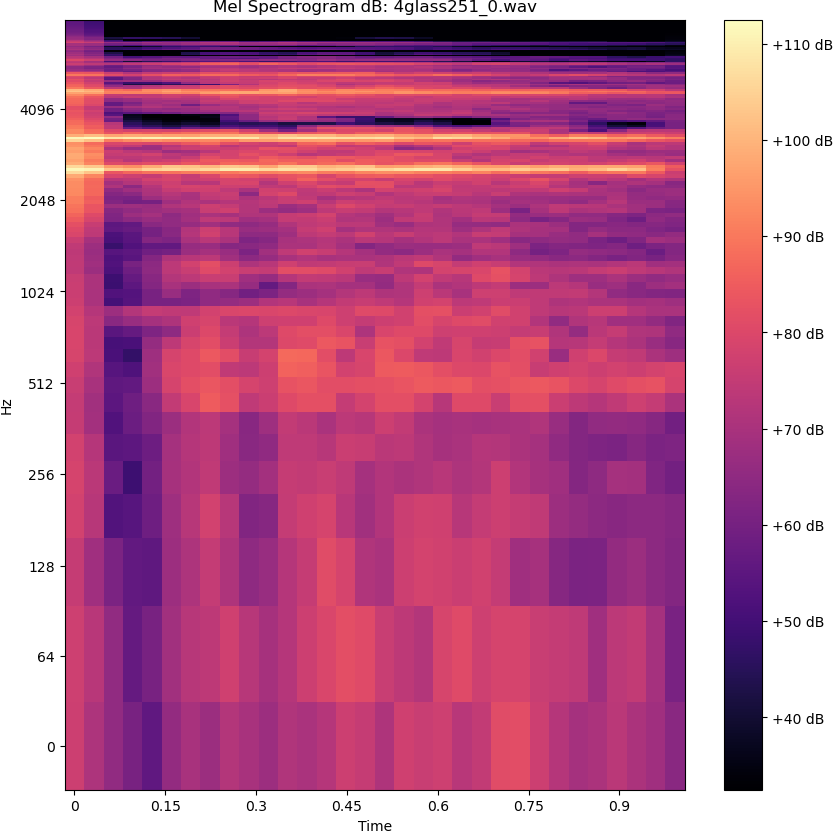 Mel Spectrogram dB: 4glass251_0.wav
+110 dB
+100 dB
+90 dB
+80 dB
+70 dB
+60 dB
+50 dB
+40 dB
4096
2048
1024
512
256
128
64
0
Hz
0 0.15 0.3 0.45 0.6 0.75 0.9
Time